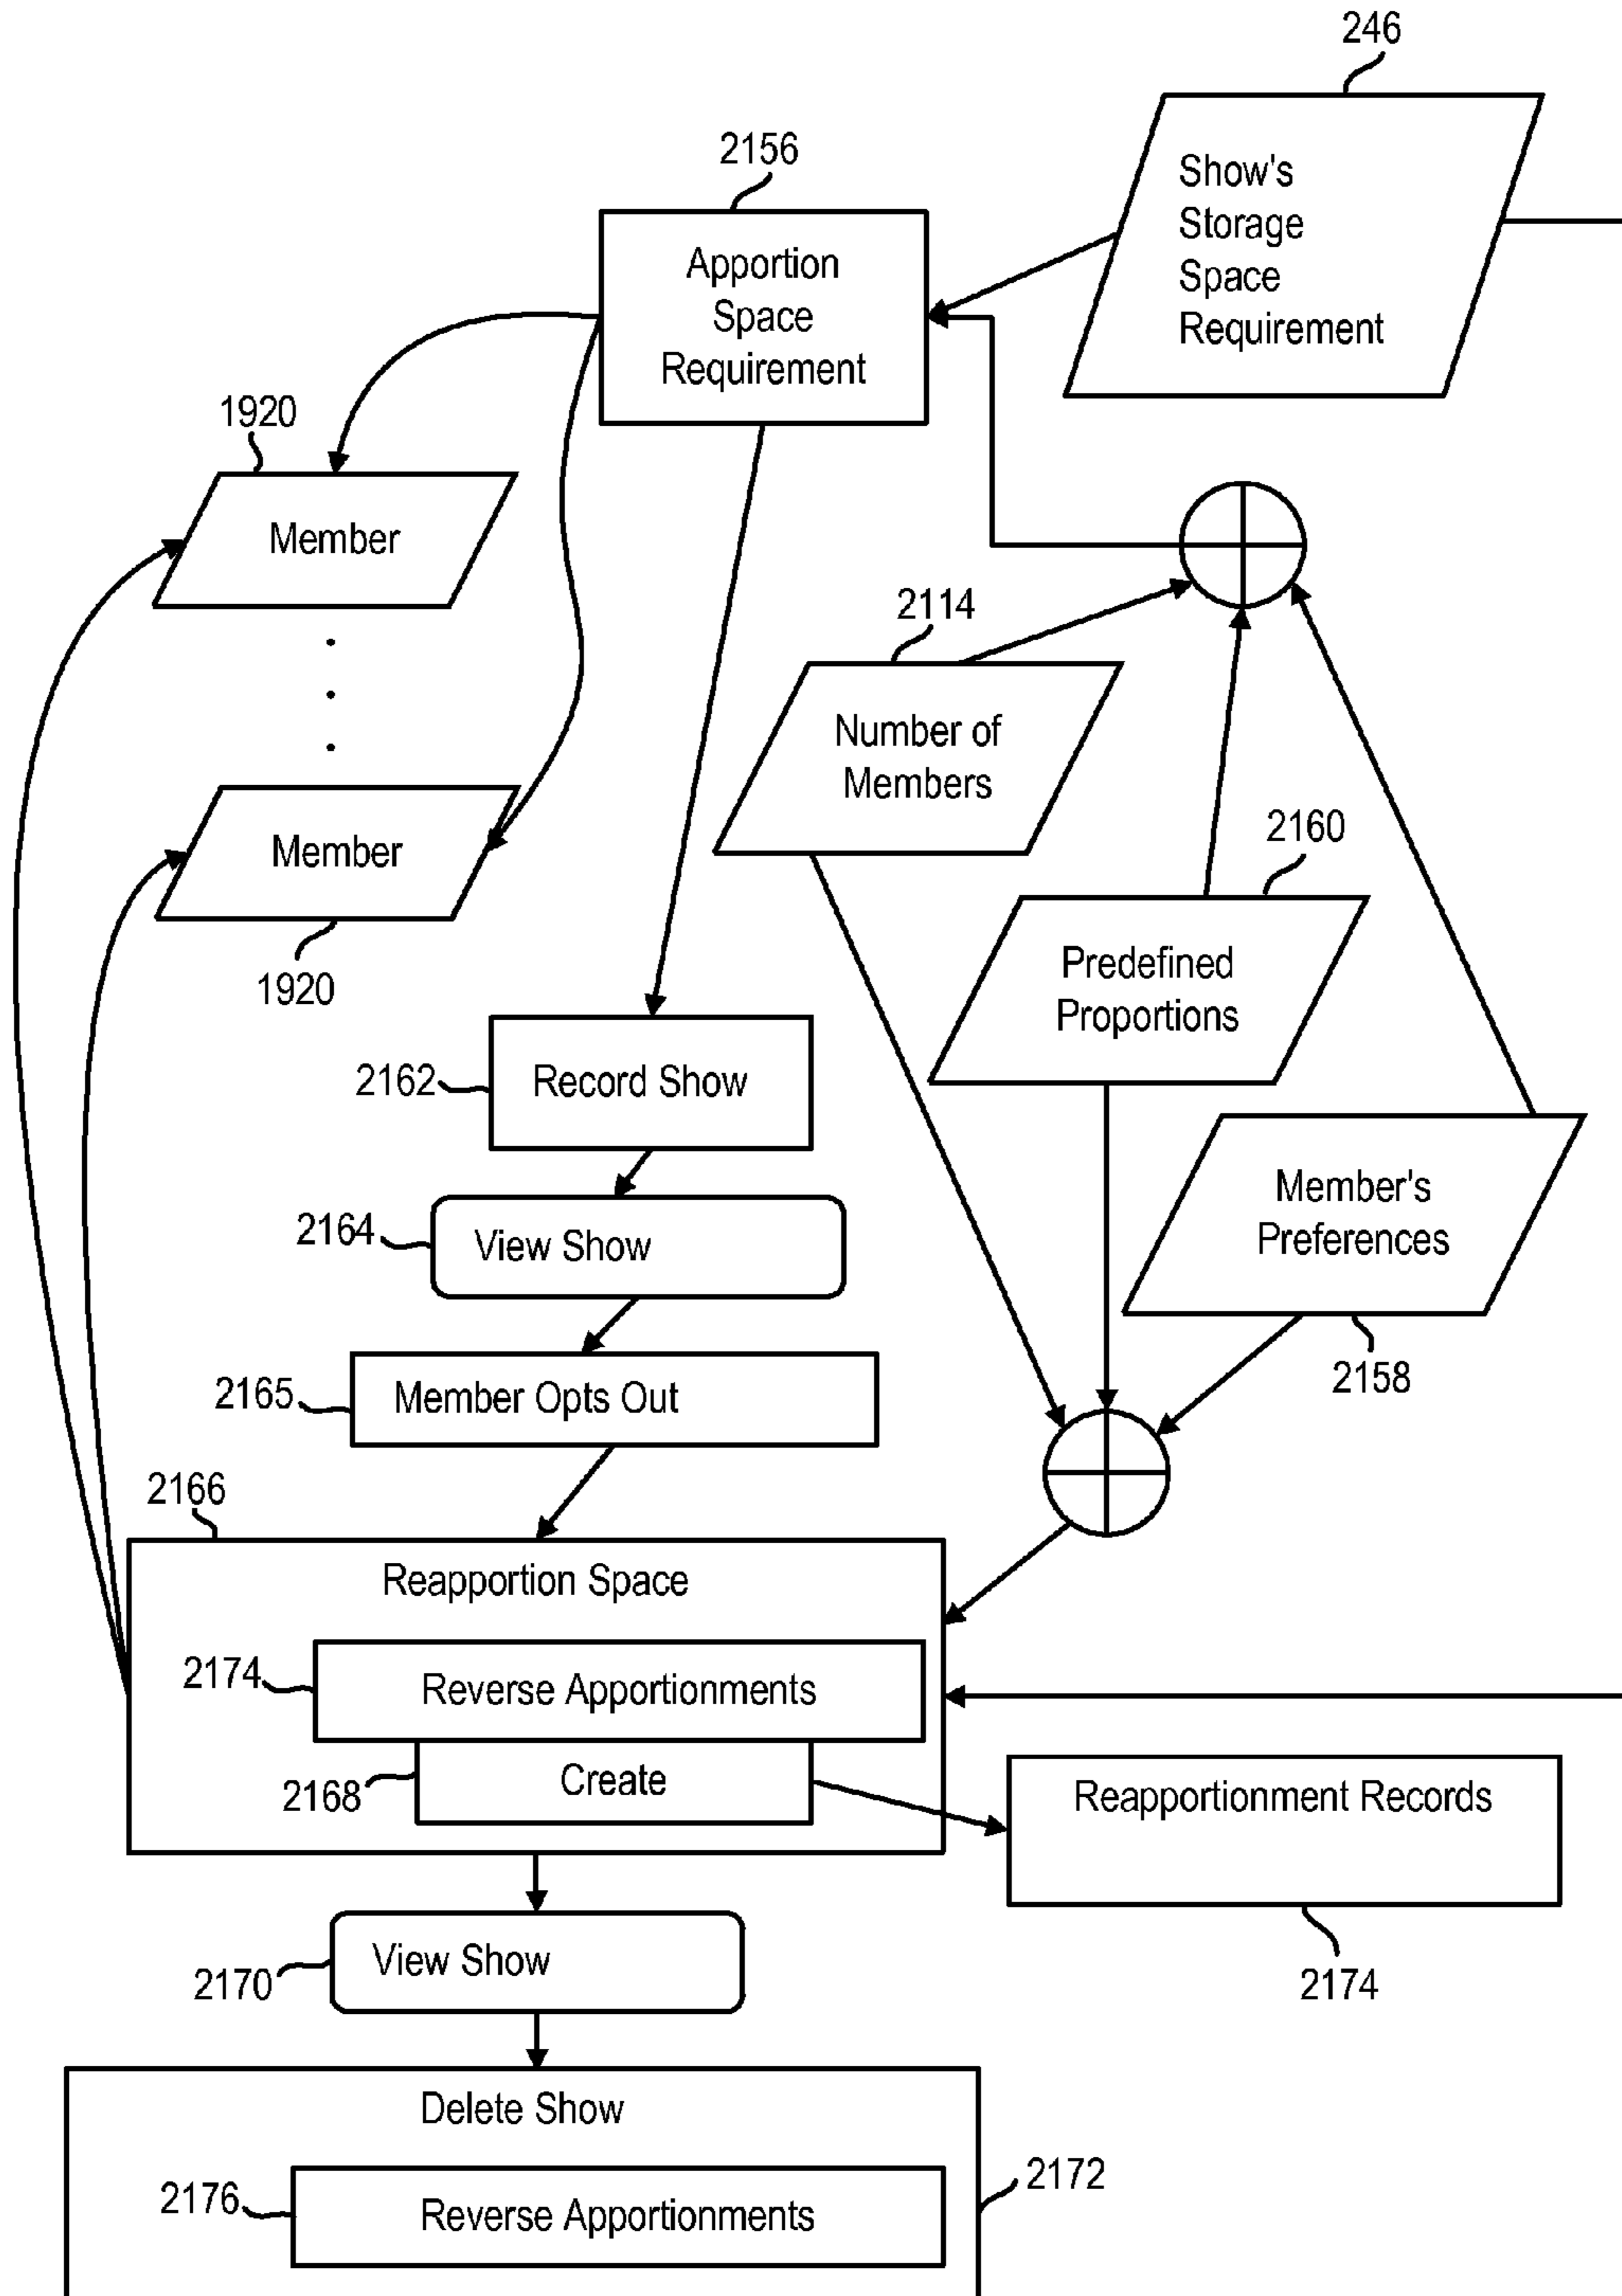 246
Show's
Storage
Space
Requirement
2156
Apportion
Space
Requirement
1920
Member
2114
Number of
Members
Member
1920
2160
Predefined
Proportions
2162
Record Show
Member's
Preferences
2158
2164
View Show
2165
Member Opts Out
2166
Reapportion Space
2174
Reverse Apportionments
2168
Create
Reapportionment Records
2174
2170
View Show
Delete Show
2172
2176
Reverse Apportionments